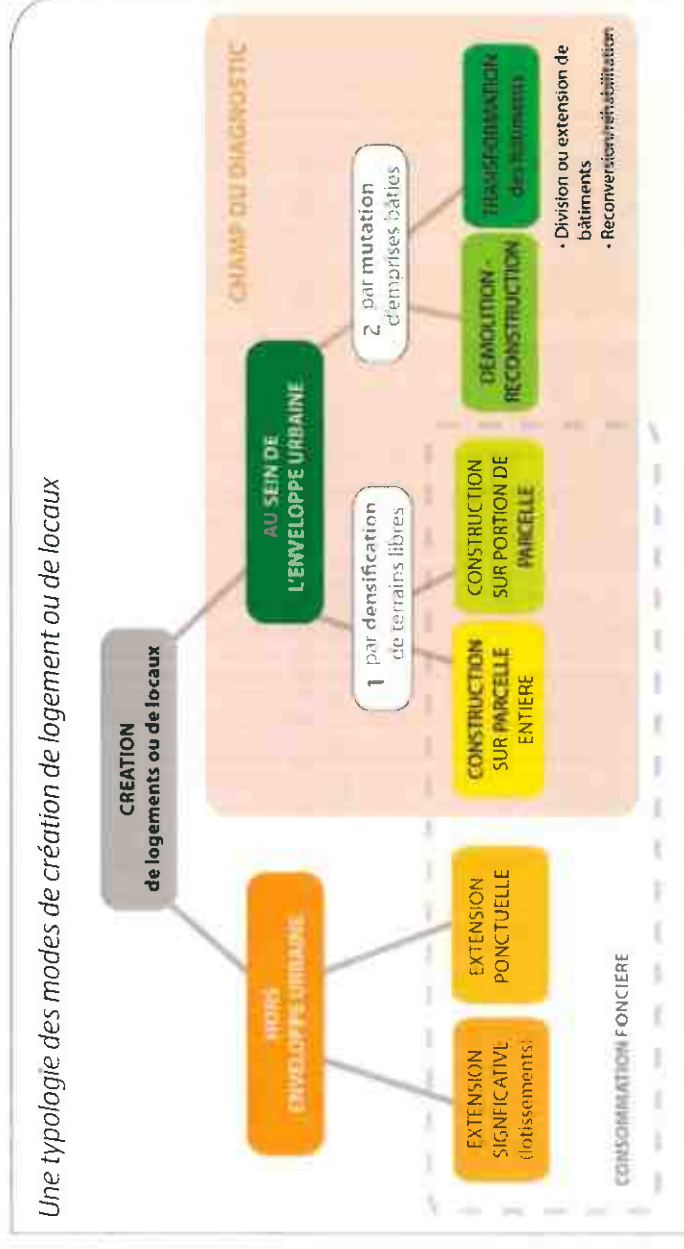 Une typologie des modes de création de logement ou de locaux
CREATION
de logements ou de locaux
CHAMP DU DIAGNOSTIC
HORS
ENVELOPPE URBAINE
AU SEIN DE
L'ENVELOPPE URBAINE
1 par densification
de terrains libres
2 par mutation
d'emprises bâties
EXTENSION
SIGNFICATIVE
(lotissements)
EXTENSION
PONCTUELLE
CONSTRUCTION
SUR PARCELLE
ENTIERE
CONSTRUCTION
SUR PORTION DE
PARCELLE
DEMOLITION -
RECONSTRUCTION
TRANSFORMATION
des bâtiments
• Division ou extension de
bâtiments
• Reconversion/réhabilitation
CONSOMMATION FONCIERE